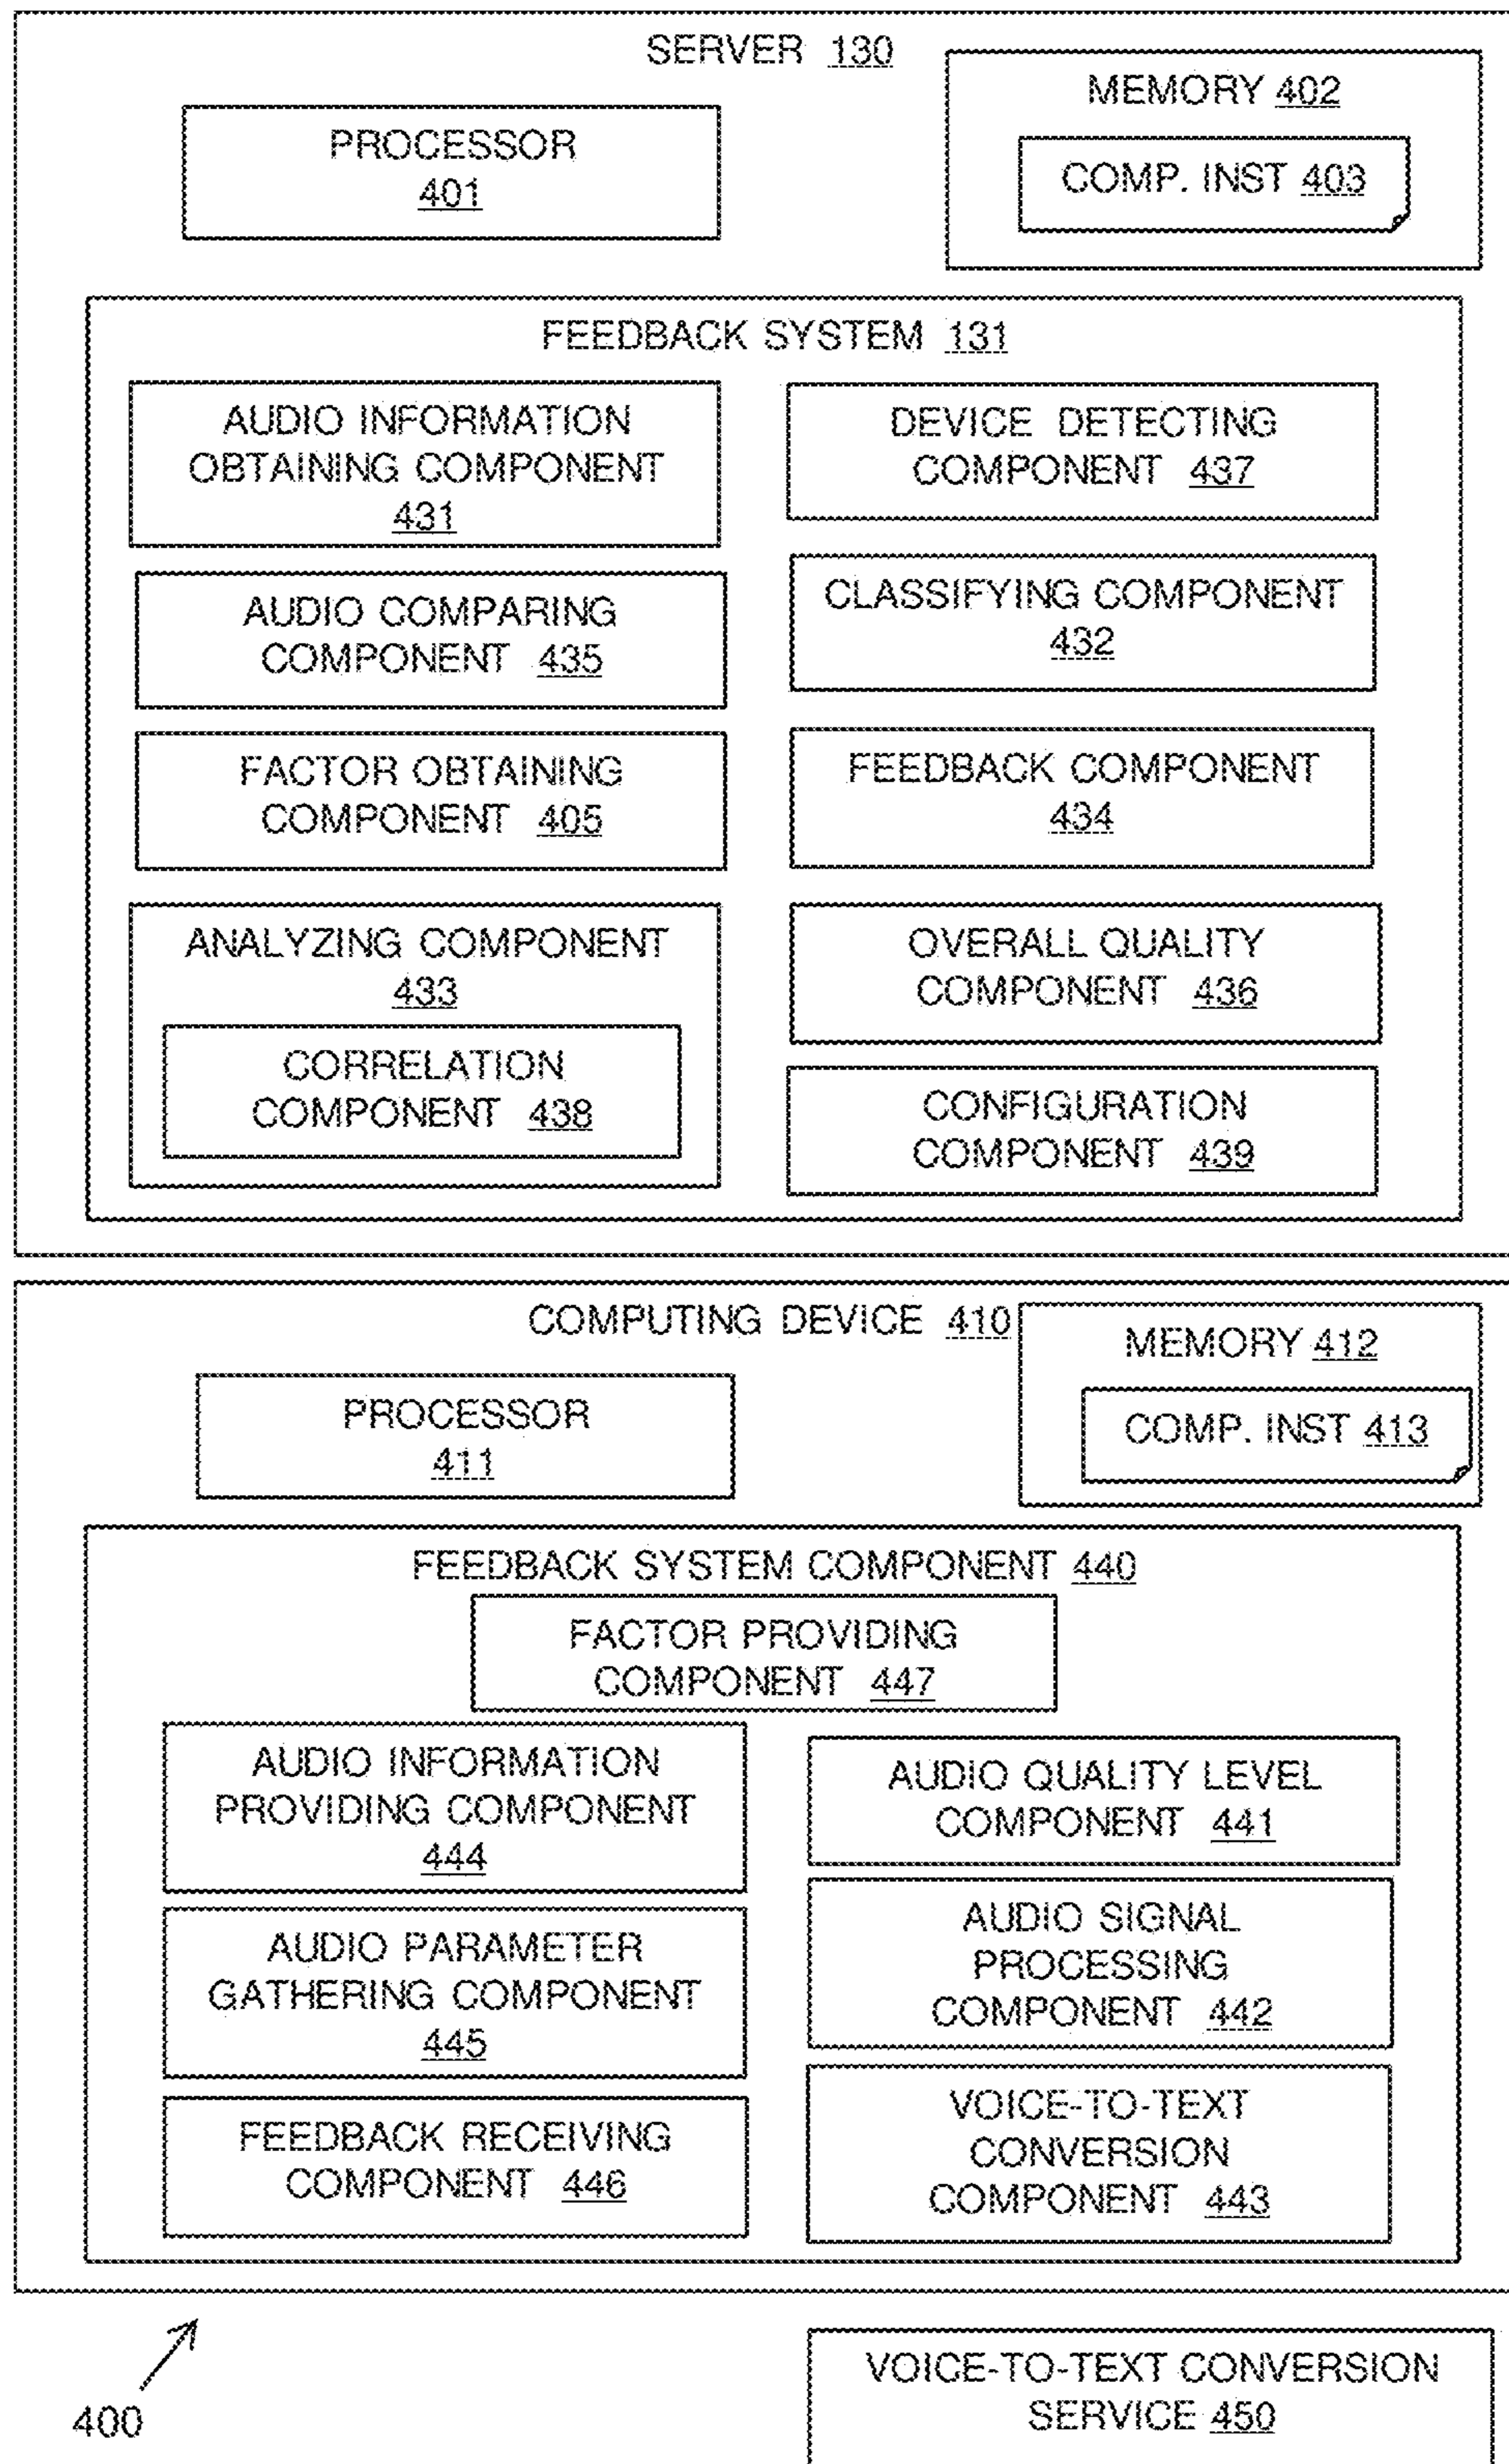 SERVER 130
MEMORY 402
COMP. INST 403
PROCESSOR
401
FEEDBACK SYSTEM 131
AUDIO INFORMATION
OBTAINING COMPONENT
431
DEVICE DETECTING
COMPONENT 437
AUDIO COMPARING
COMPONENT 435
CLASSIFYING COMPONENT
432
FACTOR OBTAINING
COMPONENT 405
FEEDBACK COMPONENT
434
ANALYZING COMPONENT
433
CORRELATION
COMPONENT 438
OVERALL QUALITY
COMPONENT 436
CONFIGURATION
COMPONENT 439
COMPUTING DEVICE 410
MEMORY 412
COMP. INST 413
PROCESSOR
411
FEEDBACK SYSTEM COMPONENT 440
FACTOR PROVIDING
COMPONENT 447
AUDIO INFORMATION
PROVIDING COMPONENT
444
AUDIO QUALITY LEVEL
COMPONENT 441
AUDIO PARAMETER
GATHERING COMPONENT
445
AUDIO SIGNAL
PROCESSING
COMPONENT 442
FEEDBACK RECEIVING
COMPONENT 446
VOICE-TO-TEXT
CONVERSION
COMPONENT 443
400
VOICE-TO-TEXT CONVERSION
SERVICE 450